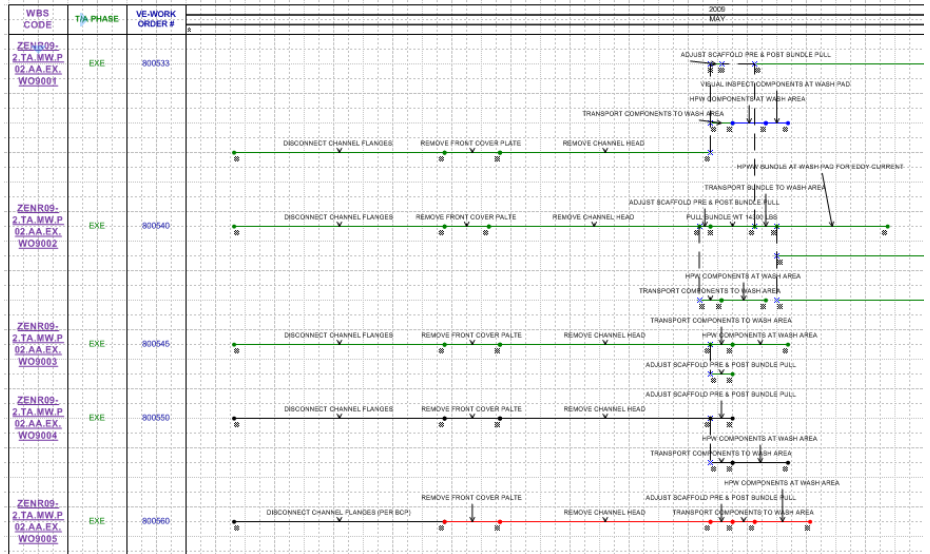 WBS CODE
T/A PHASE
VE-WORK ORDER #
2009
MAY
ZENR09-
2.TA.MW.P
02.AA.EX.
WO9001
EXE
800533
ADJUST SCAFFOLD PRE & POST BUNDLE PULL
VISUAL INSPECT COMPONENTS AT WASH PAD
HPW COMPONENTS AT WASH AREA
TRANSPORT COMPONENTS TO WASH AREA
DISCONNECT CHANNEL FLANGES
REMOVE FRONT COVER PLATE
REMOVE CHANNEL HEAD
HPWW BUNDLE AT WASH PAD FOR EDDY CURRENT
TRANSPORT BUNDLE TO WASH AREA
ADJUST SCAFFOLD PRE & POST BUNDLE PULL
ZENR09-
2.TA.MW.P
02.AA.EX.
WO9002
EXE
800540
DISCONNECT CHANNEL FLANGES
REMOVE FRONT COVER PALTE
REMOVE CHANNEL HEAD
PULL BUNDLE WT
LBS
HPW COMPONENTS AT WASH AREA
TRANSPORT COMPONENTS TO WASH AREA
ZENR09-
2.TA.MW.P
02.AA.EX.
WO9003
EXE
800545
TRANSPORT COMPONENTS TO WASH AREA
DISCONNECT CHANNEL FLANGES
REMOVE FRONT COVER PALTE
REMOVE CHANNEL HEAD
HPW COMPONENTS AT WASH AREA
ADJUST SCAFFOLD PRE & POST BUNDLE PULL
ZENR09-
2.TA.MW.P
02.AA.EX.
WO9004
EXE
800550
ADJUST SCAFFOLD PRE & POST BUNDLE PULL
DISCONNECT CHANNEL FLANGES
REMOVE FRONT COVER PALTE
REMOVE CHANNEL HEAD
HPW COMPONENTS AT WASH AREA
TRANSPORT COMPONENTS TO WASH AREA
ZENR09-
2.TA.MW.P
02.AA.EX.
WO9005
EXE
800560
HPW COMPONENTS AT WASH AREA
REMOVE FRONT COVER PALTE
ADJUST SCAFFOLD PRE & POST BUNDLE PULL
DISCONNECT CHANNEL FLANGES (PER BCP)
REMOVE CHANNEL HEAD
TRANSPORT COMPONENTS TO WASH AREA